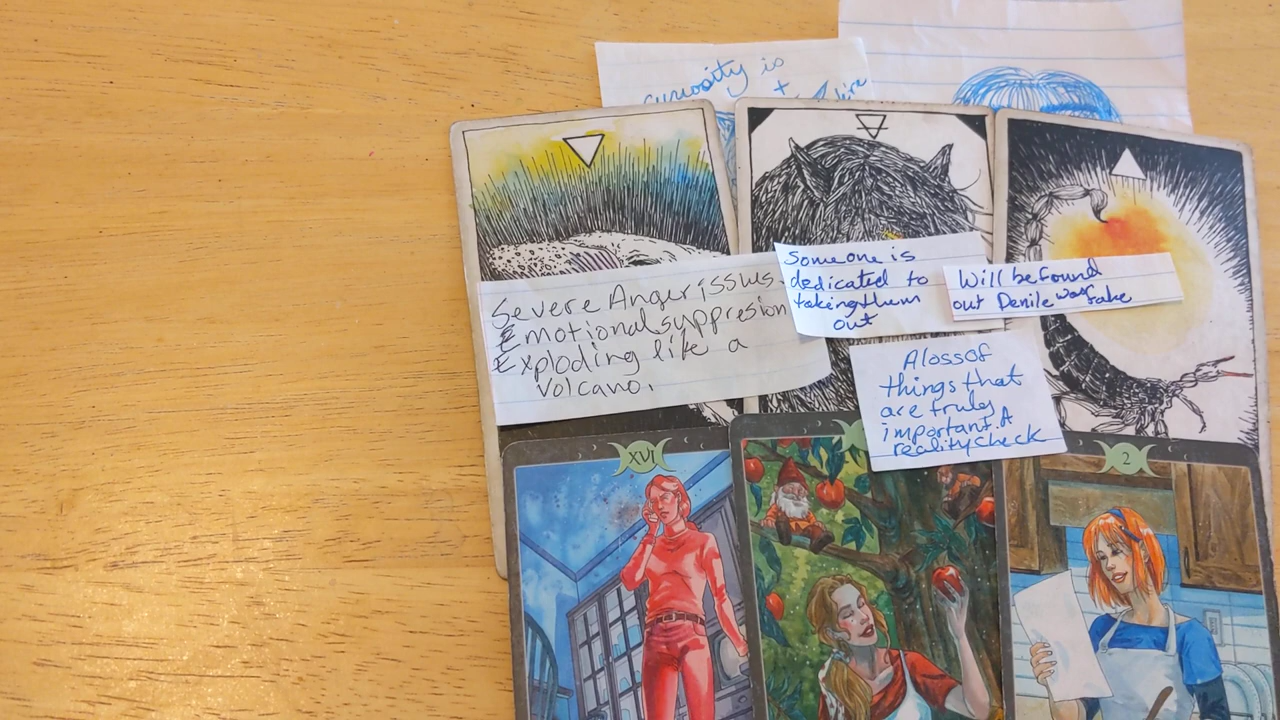 curiosity is
+ Desire
Severe Anger issues.
Emotional suppresion
Exploding like a
volcano.
Someone is
dedicated to
taking them
out
Will be found
out Denile was fake
A loss of
things that
are truly
important. A
reality check
XVI
2